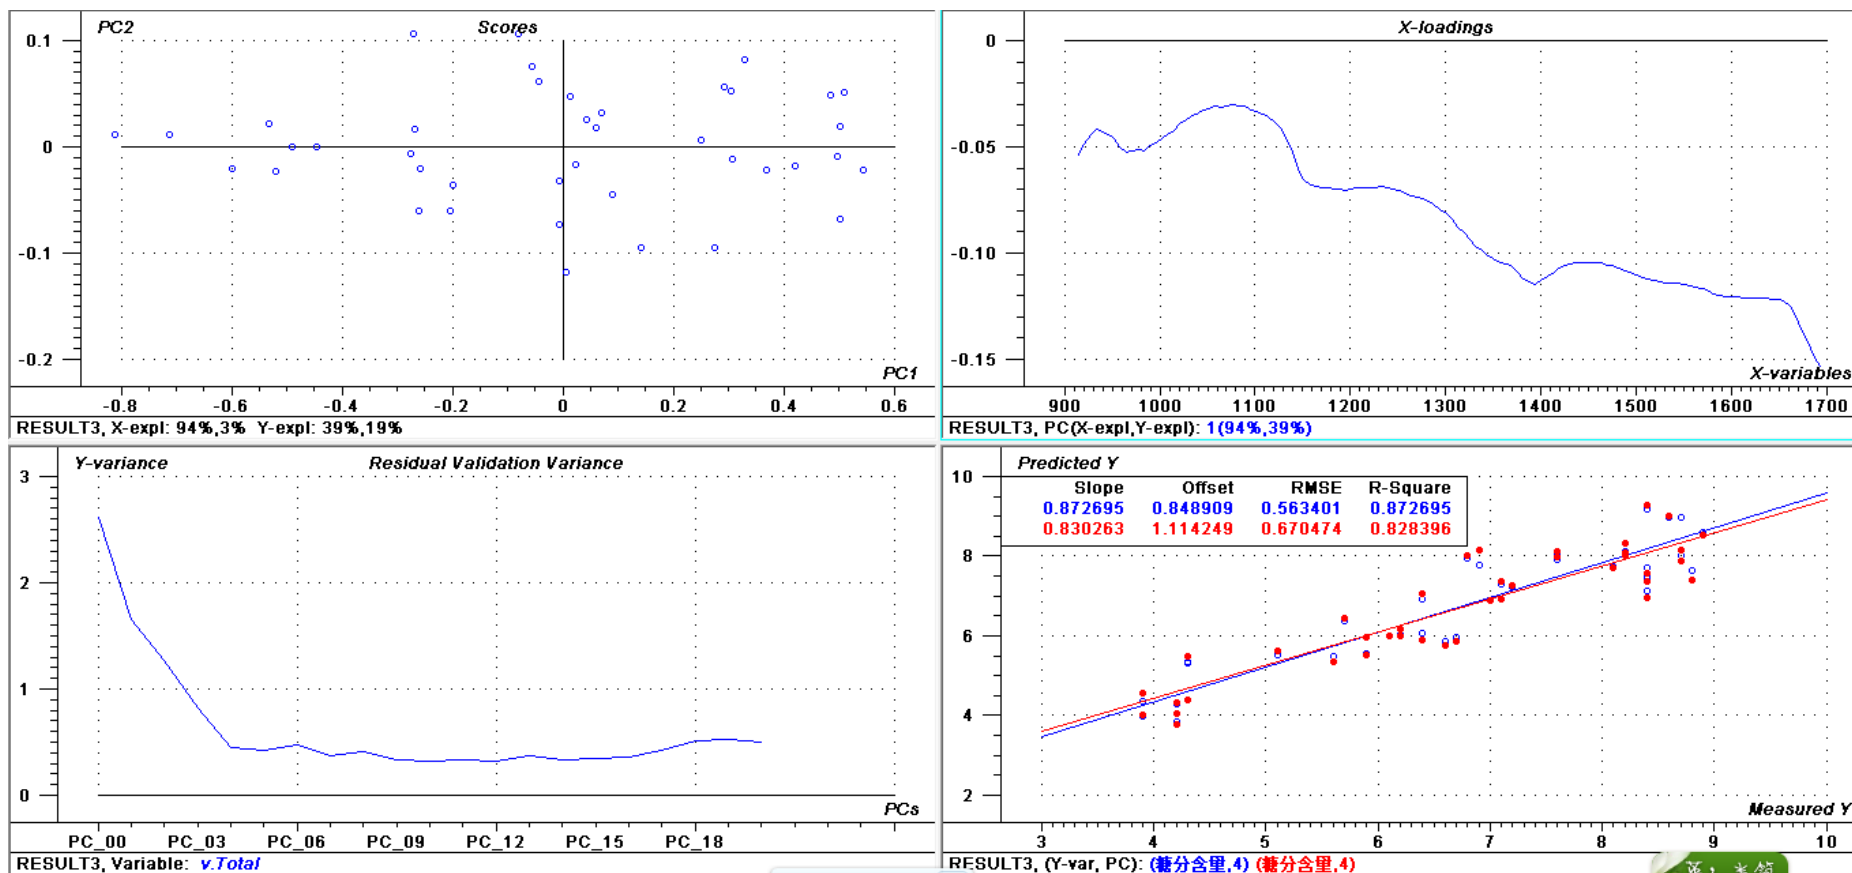 PC2
Scores
0.1
0
-0.1
-0.2
PC1
-0.8 -0.6 -0.4 -0.2 0 0.2 0.4 0.6
RESULT3, X-expl: 94%,3% Y-expl: 39%,19%
X-loadings
0
-0.05
-0.10
-0.15
X-variables
900 1000 1100 1200 1300 1400 1500 1600 1700
RESULT3, PC(X-expl,Y-expl): 1(94%,39%)
Y-variance
Residual Validation Variance
3
2
1
0
PCs
PC_00 PC_03 PC_06 PC_09 PC_12 PC_15 PC_18
RESULT3, Variable: v.Total
Predicted Y
10
Slope Offset RMSE R-Square
0.872695 0.848909 0.563401 0.872695
0.830263 1.114249 0.670474 0.828396
8
6
4
2
Measured Y
3 4 5 6 7 8 9 10
RESULT3, (Y-var, PC): (糖分含量,4) (糖分含量,4)